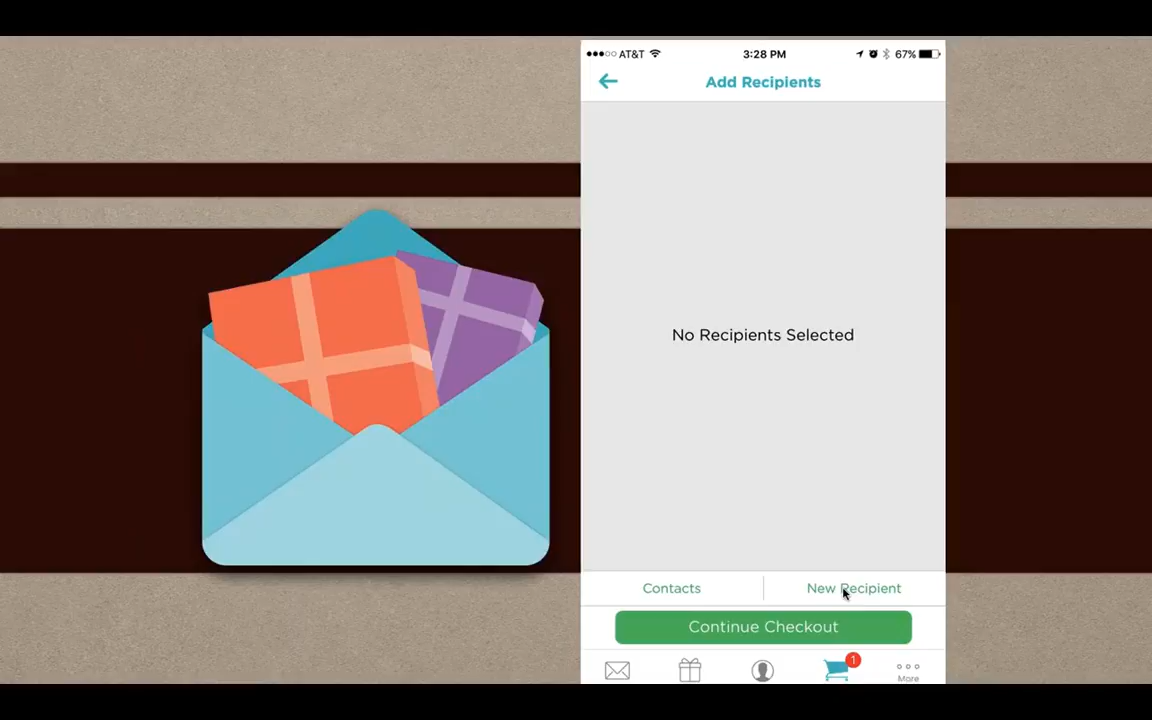 AT&T
3:28 PM
67%
Add Recipients
No Recipients Selected
Contacts
New Recipient
Continue Checkout
1
More